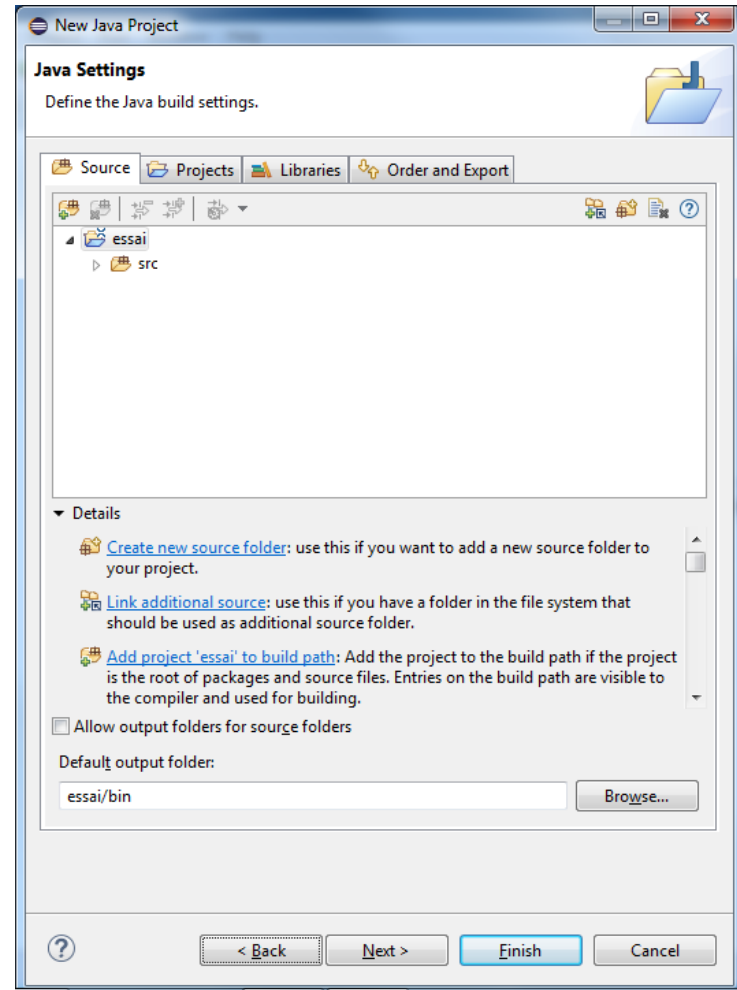 New Java Project
Java Settings
Define the Java build settings.
Source Projects Libraries Order and Export
essai
src
Details
Create new source folder: use this if you want to add a new source folder to
your project.
Link additional source: use this if you have a folder in the file system that
should be used as additional source folder.
Add project 'essai' to build path: Add the project to the build path if the project
is the root of packages and source files. Entries on the build path are visible to
the compiler and used for building.
Allow output folders for source folders
Default output folder:
essai/bin Browse...
< Back Next > Finish Cancel